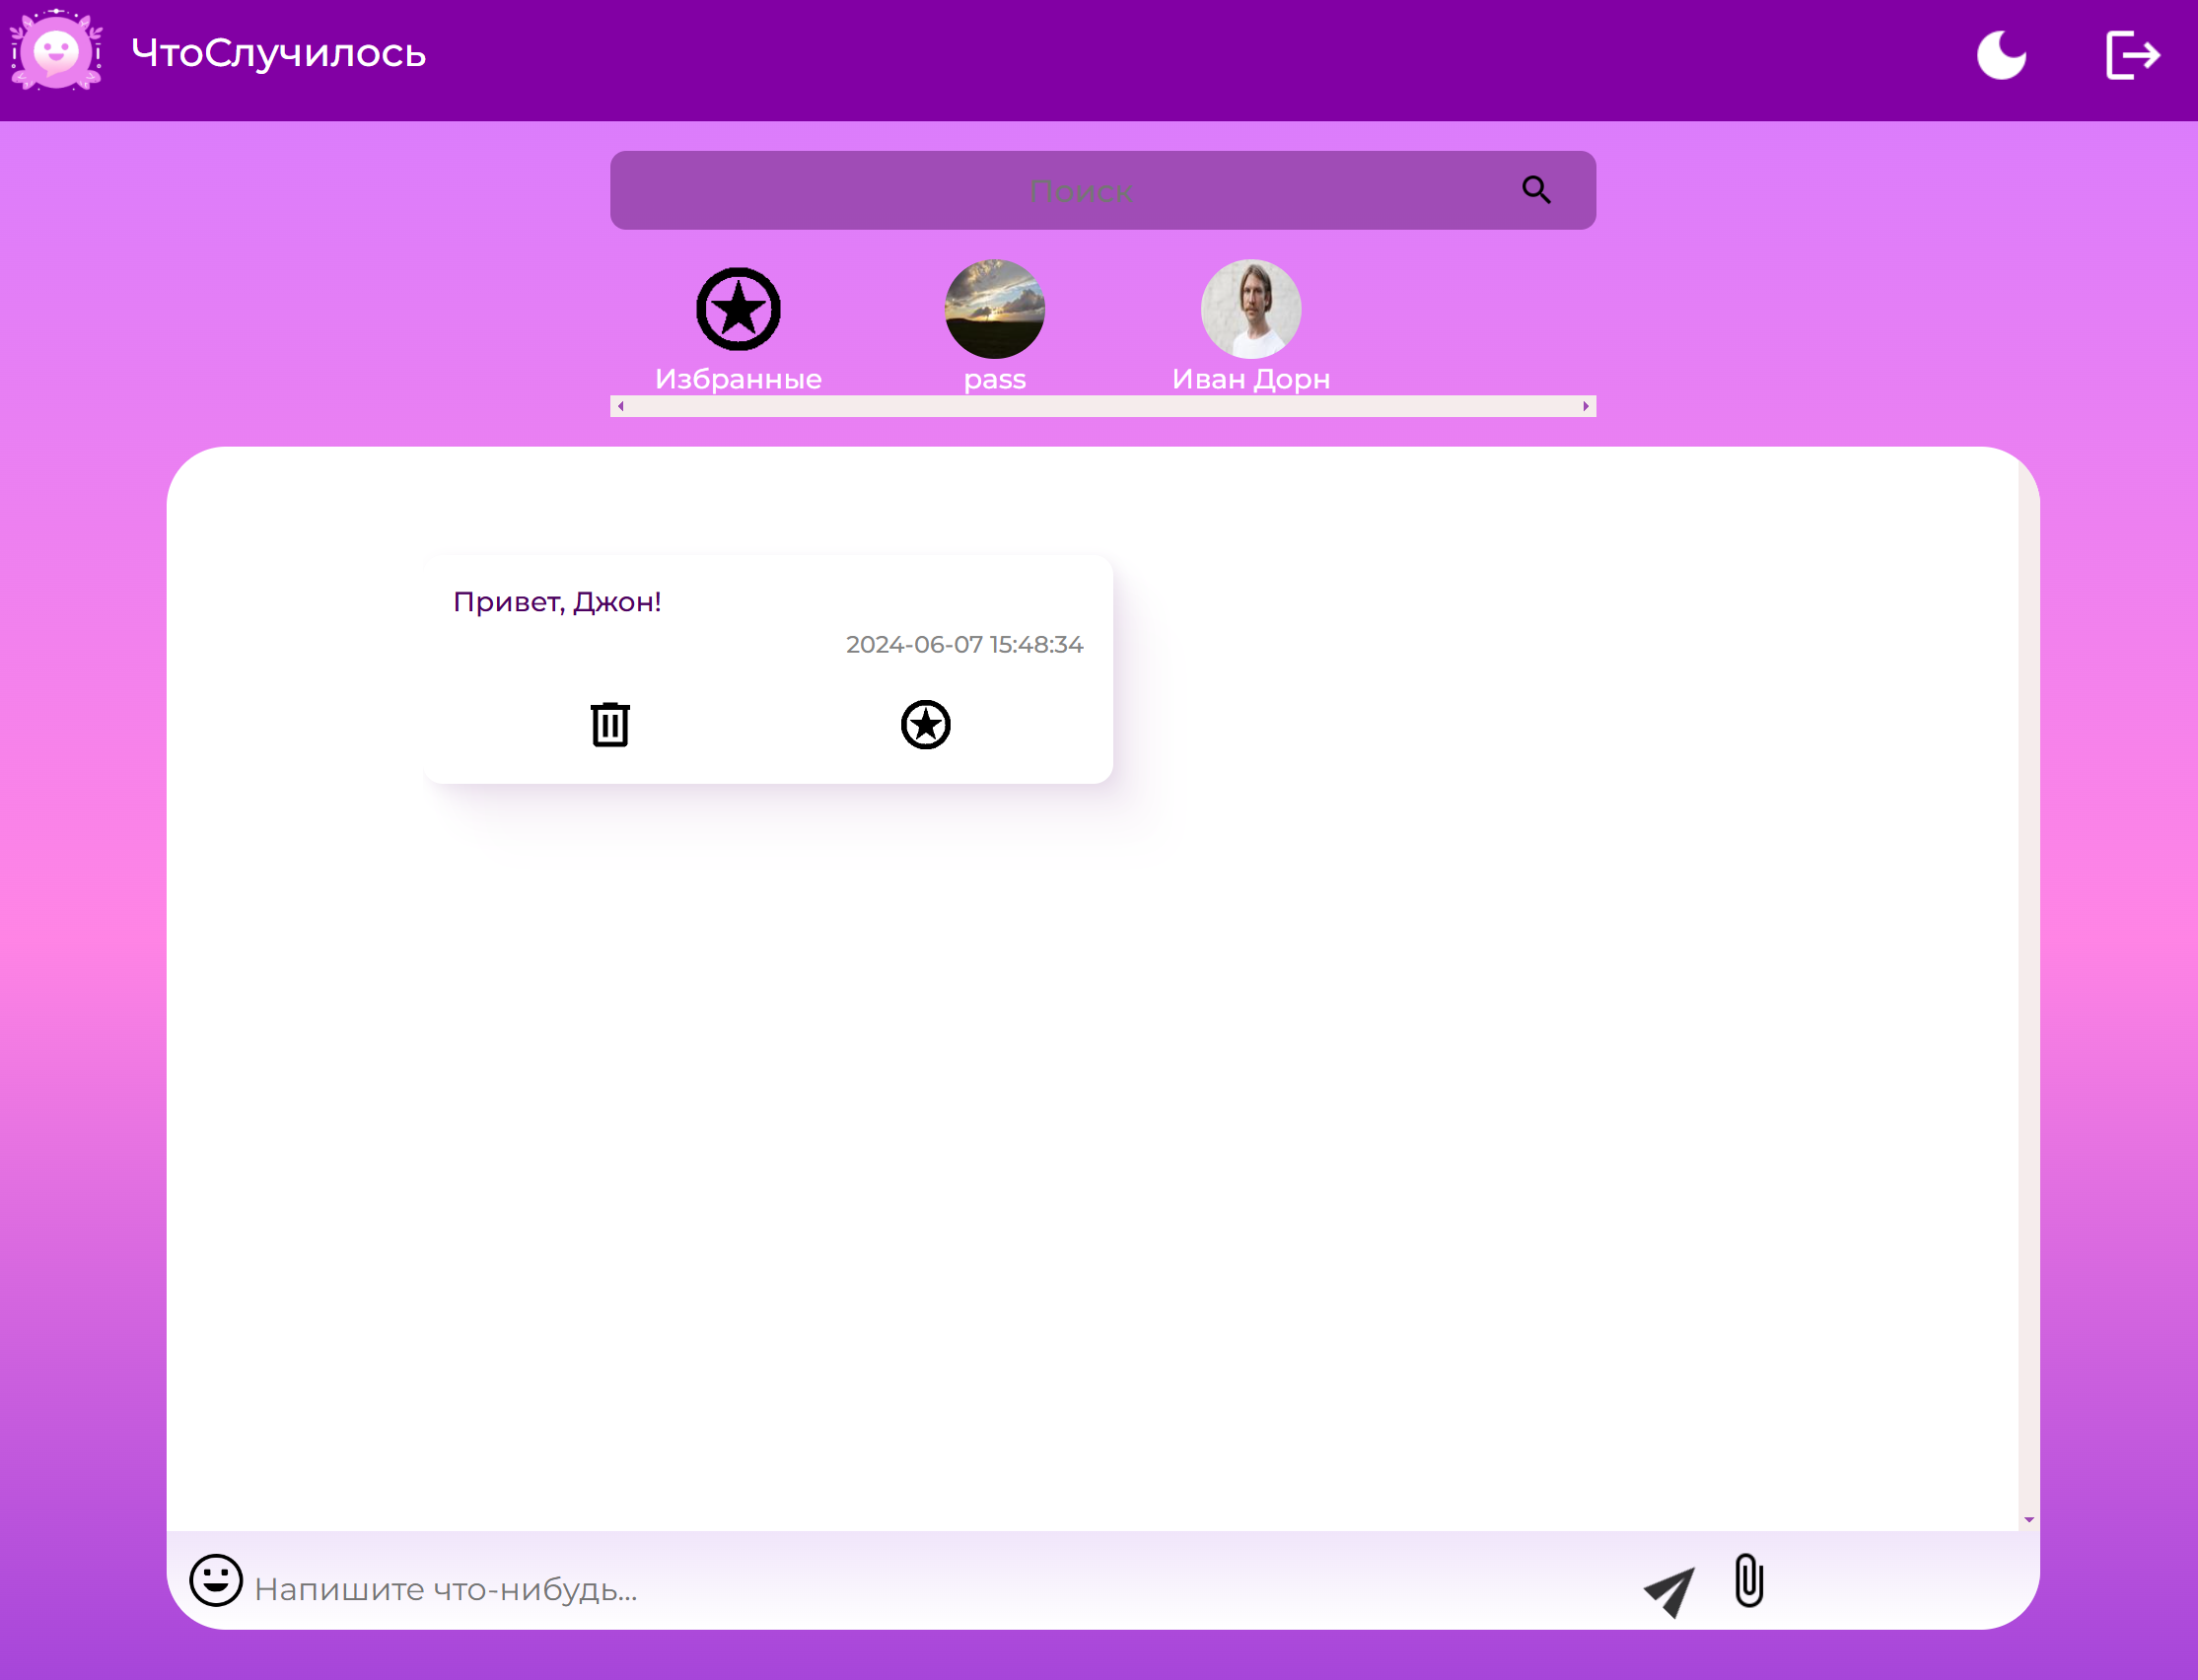 ЧтоСлучилось
Поиск
Избранные
pass
Иван Дорн
Привет, Джон!
2024-06-07 15:48:34
Напишите что-нибудь...